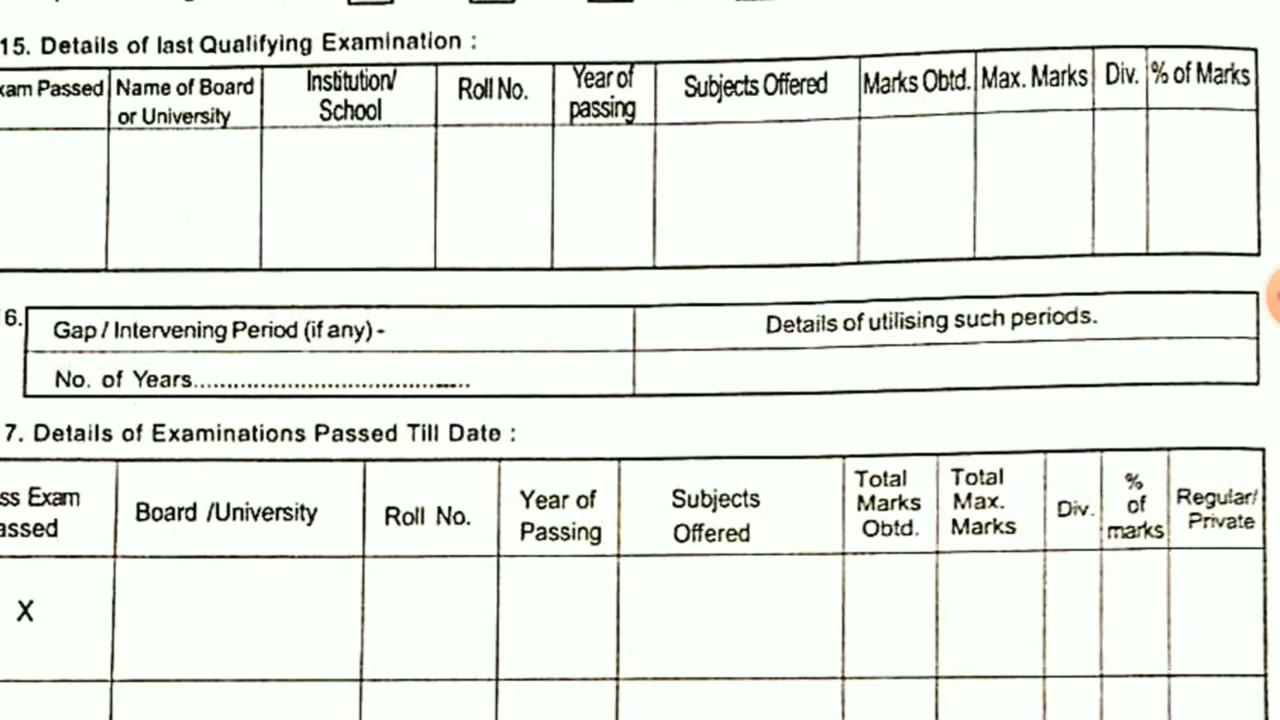 15. Details of last Qualifying Examination :
xam Passed Name of Board or University Institution/ School Roll No. Year of passing Subjects Offered Marks Obtd. Max. Marks Div. % of Marks
6. Gap / Intervening Period (if any) - Details of utilising such periods.
No. of Years..........................................
7. Details of Examinations Passed Till Date :
ss Exam assed Board /University Roll No. Year of Passing Subjects Offered Total Marks Obtd. Total Max. Marks Div. % of marks Regular/ Private
X